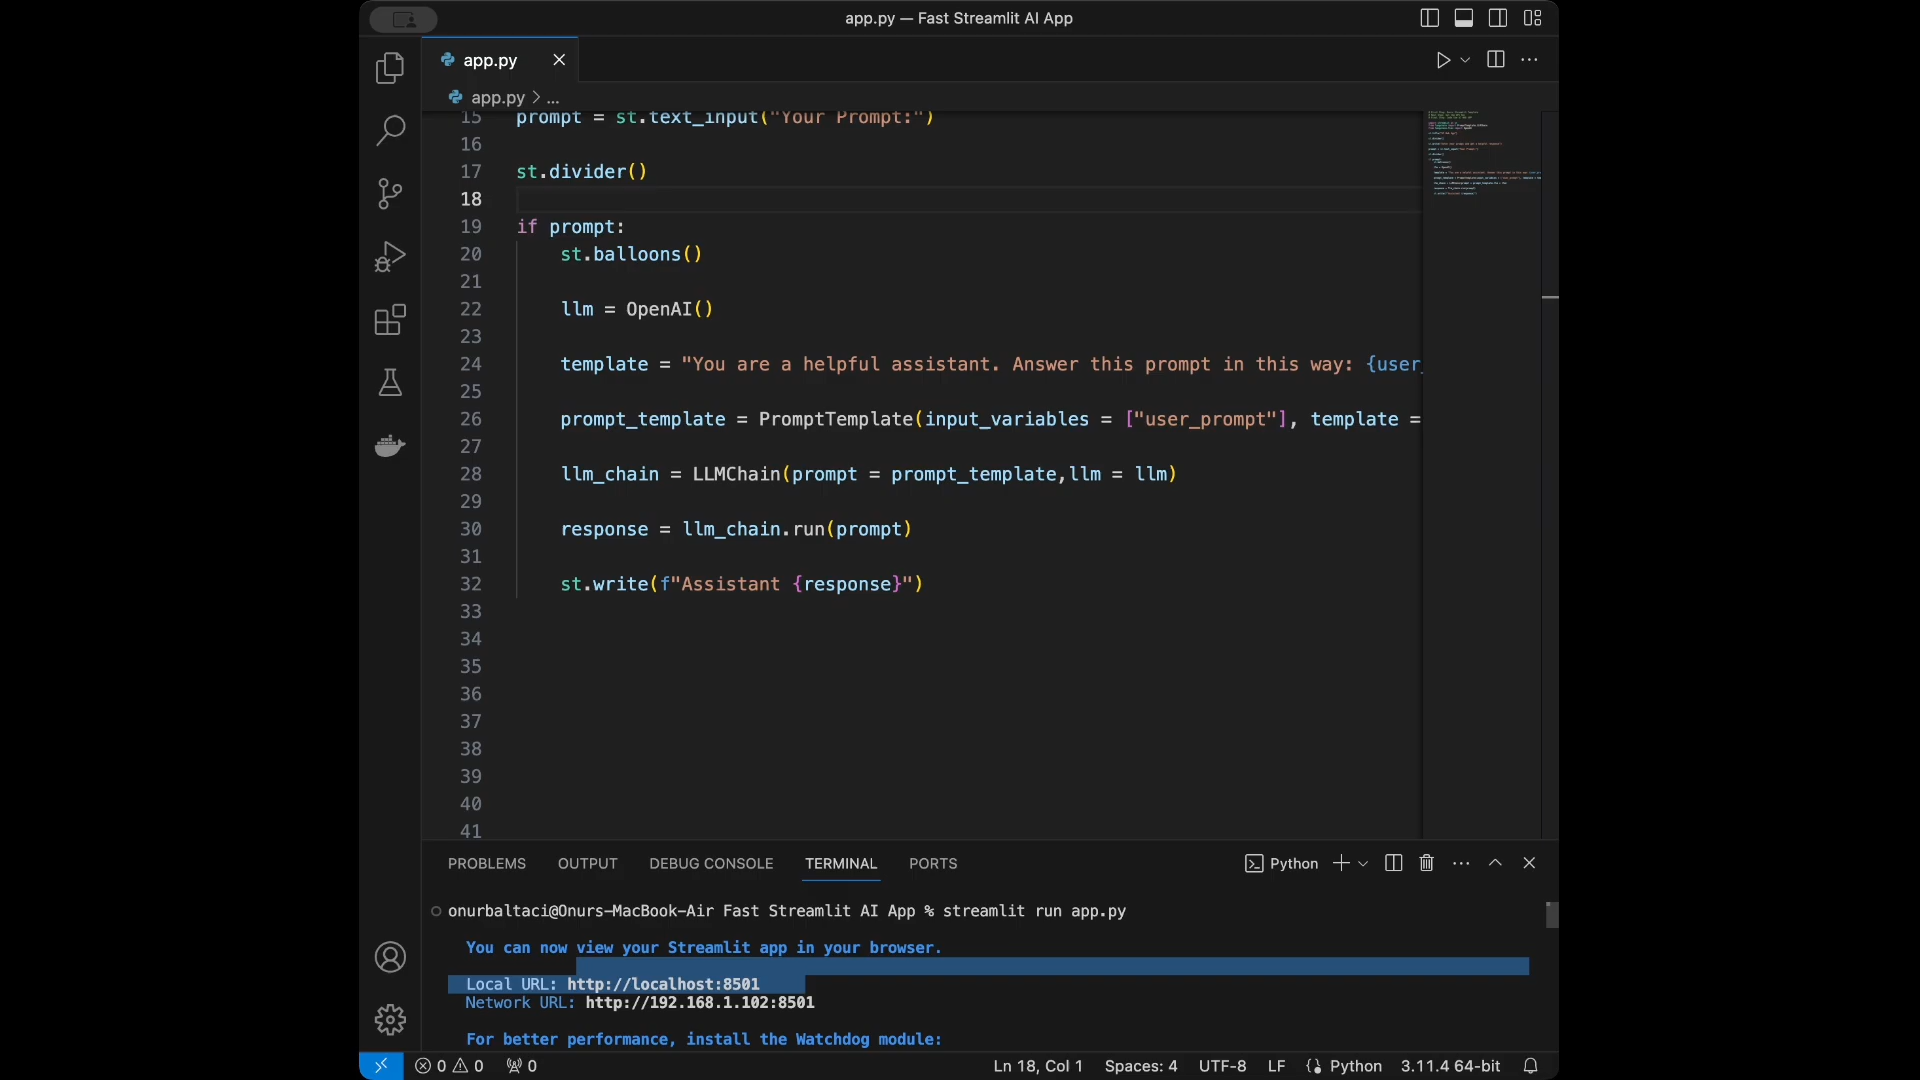 app.py — Fast Streamlit AI App
app.py
app.py > ...
15 prompt = st.text_input("Your Prompt:")
16
17 st.divider()
18
19 if prompt:
20 st.balloons()
21
22 llm = OpenAI()
23
24 template = "You are a helpful assistant. Answer this prompt in this way: {user_
25
26 prompt_template = PromptTemplate(input_variables = ["user_prompt"], template =
27
28 llm_chain = LLMChain(prompt = prompt_template,llm = llm)
29
30 response = llm_chain.run(prompt)
31
32 st.write(f"Assistant {response}")
33
34
35
36
37
38
39
40
41
PROBLEMS OUTPUT DEBUG CONSOLE TERMINAL PORTS Python
onurbaltaci@Onurs-MacBook-Air Fast Streamlit AI App % streamlit run app.py
You can now view your Streamlit app in your browser.
Local URL: http://localhost:8501
Network URL: http://192.168.1.102:8501
For better performance, install the Watchdog module:
0 0 0 Ln 18, Col 1 Spaces: 4 UTF-8 LF Python 3.11.4 64-bit